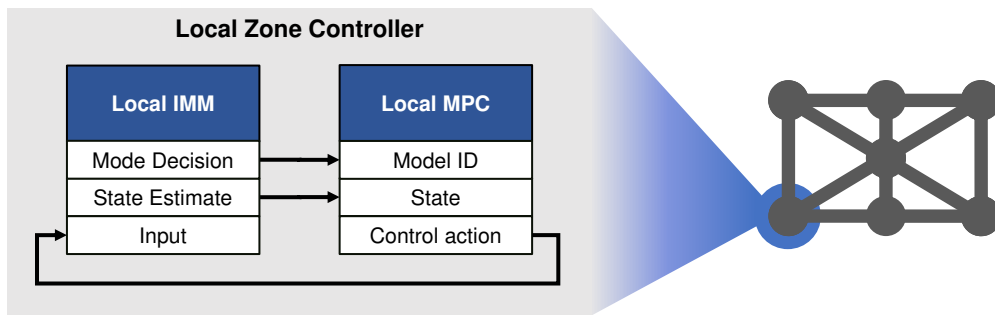 Local Zone Controller
Local IMM
Mode Decision
State Estimate
Input
Local MPC
Model ID
State
Control action